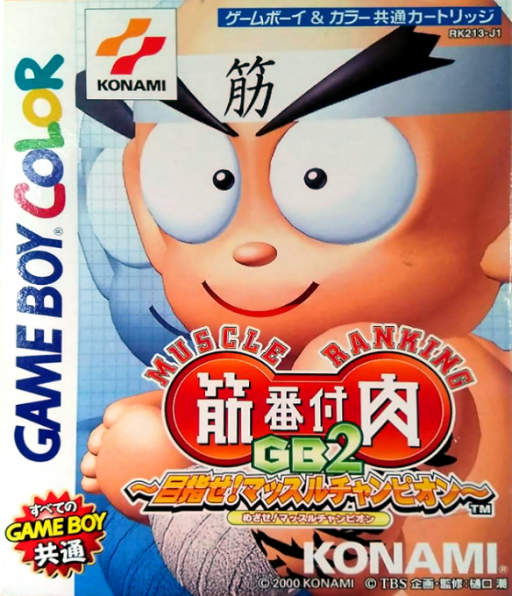 ゲームボーイ & カラー共通カートリッジ
RK213-J1
KONAMI
筋
GAME BOY® COLOR
MUSCLE RANKING
筋番付肉
GB2
～目指せ!マッスルチャンピオン～™
めざせ!マッスルチャンピオン
すべての
GAME BOY
共通
KONAMI®
©2000 KONAMI ©TBS 企画・監修:樋口 潮